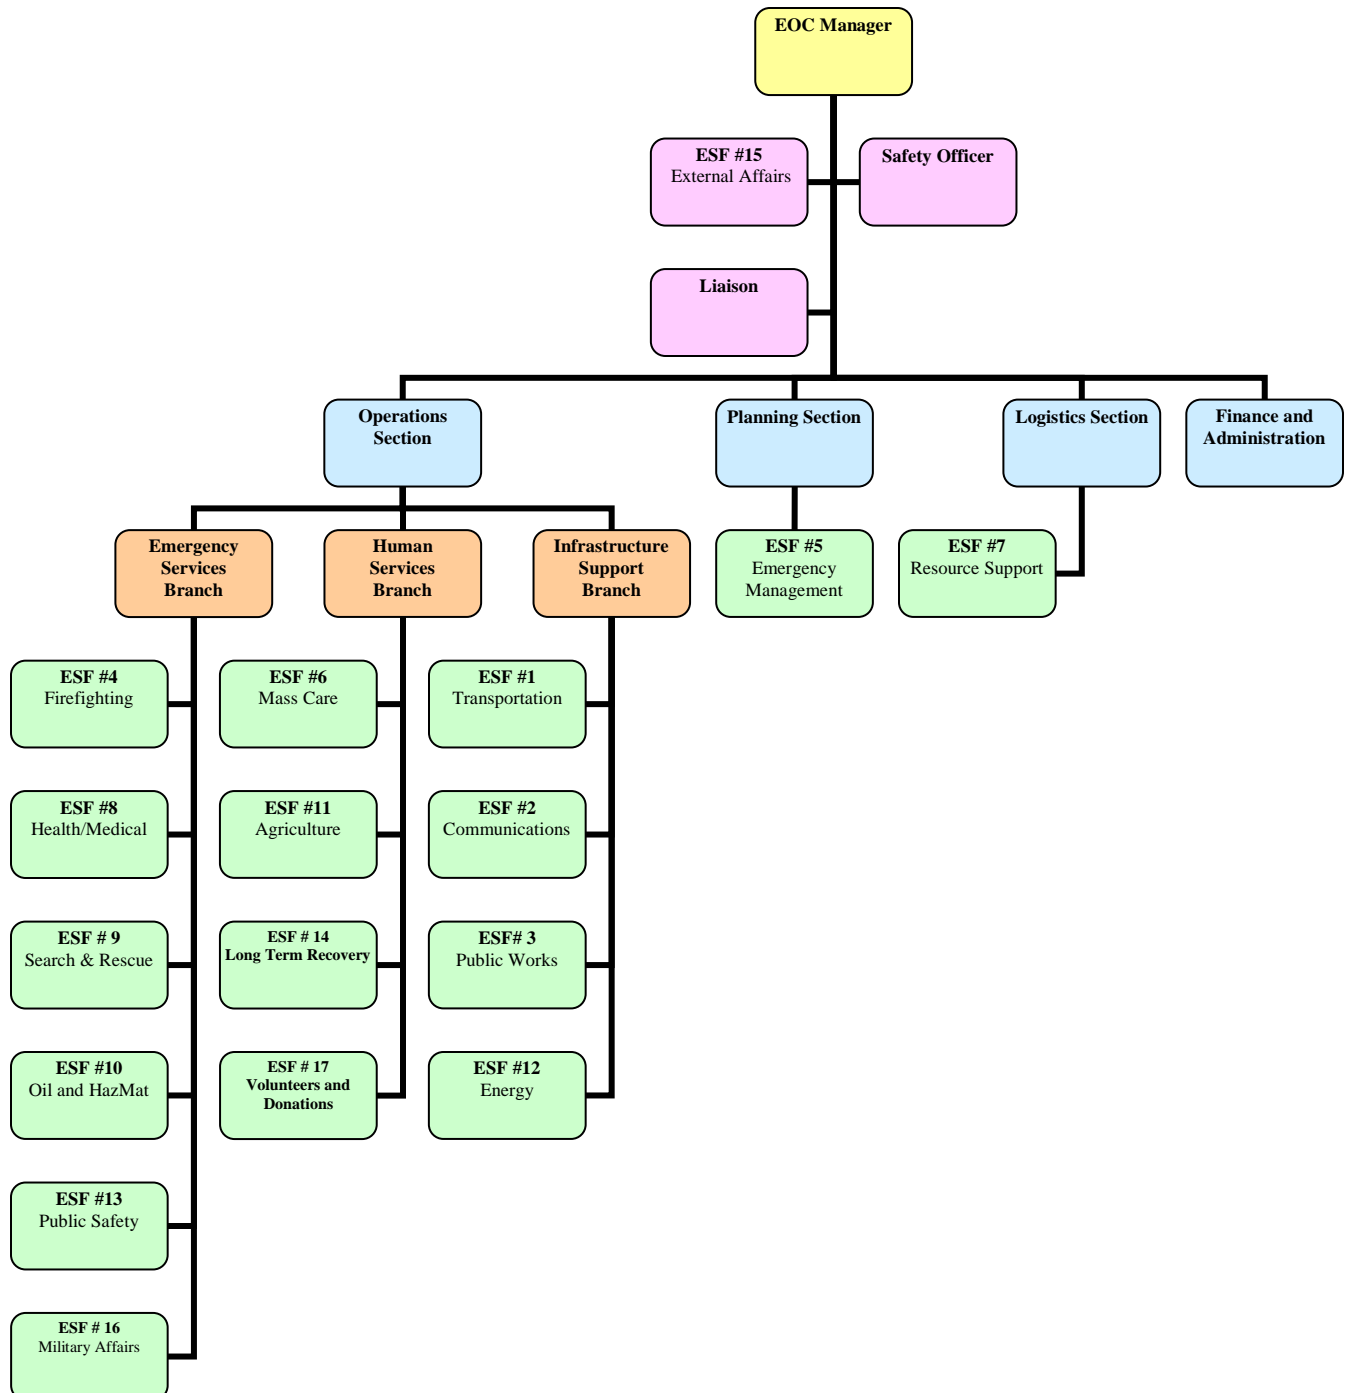 EOC Manager
ESF #15
External Affairs
Safety Officer
Liaison
Operations
Section
Planning Section
Logistics Section
Finance and
Administration
Emergency
Services
Branch
Human
Services
Branch
Infrastructure
Support
Branch
ESF #5
Emergency
Management
ESF #7
Resource Support
ESF #4
Firefighting
ESF #6
Mass Care
ESF #1
Transportation
ESF #8
Health/Medical
ESF #11
Agriculture
ESF #2
Communications
ESF # 9
Search & Rescue
ESF # 14
Long Term Recovery
ESF# 3
Public Works
ESF #10
Oil and HazMat
ESF # 17
Volunteers and
Donations
ESF #12
Energy
ESF #13
Public Safety
ESF # 16
Military Affairs